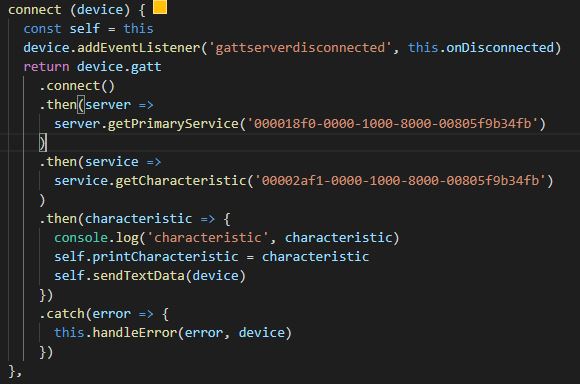 connect (device) {
const self = this
device.addEventListener('gattserverdisconnected', this.onDisconnected)
return device.gatt
.connect()
.then(server =>
server.getPrimaryService('000018f0-0000-1000-8000-00805f9b34fb')
)
.then(service =>
service.getCharacteristic('00002af1-0000-1000-8000-00805f9b34fb')
)
.then(characteristic => {
console.log('characteristic', characteristic)
self.printCharacteristic = characteristic
self.sendTextData(device)
})
.catch(error => {
this.handleError(error, device)
})
},